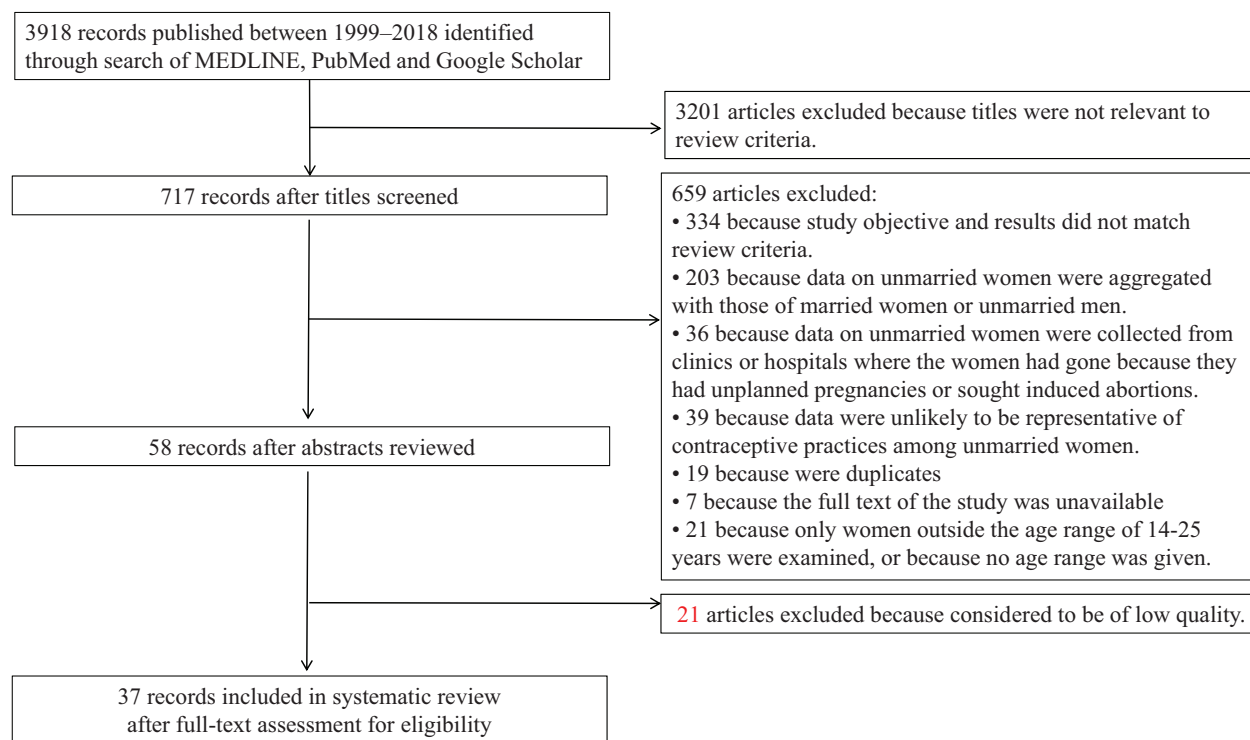 3918 records published between 1999–2018 identified
through search of MEDLINE, PubMed and Google Scholar
3201 articles excluded because titles were not relevant to
review criteria.
717 records after titles screened
659 articles excluded:
• 334 because study objective and results did not match
review criteria.
• 203 because data on unmarried women were aggregated
with those of married women or unmarried men.
• 36 because data on unmarried women were collected from
clinics or hospitals where the women had gone because they
had unplanned pregnancies or sought induced abortions.
• 39 because data were unlikely to be representative of
contraceptive practices among unmarried women.
• 19 because were duplicates
• 7 because the full text of the study was unavailable
• 21 because only women outside the age range of 14-25
years were examined, or because no age range was given.
58 records after abstracts reviewed
21 articles excluded because considered to be of low quality.
37 records included in systematic review
after full-text assessment for eligibility